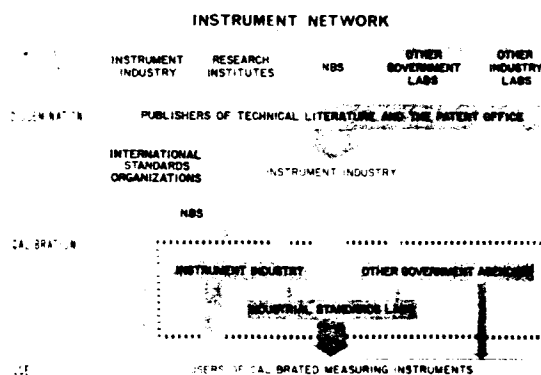 INSTRUMENT NETWORK
INSTRUMENT INDUSTRY
RESEARCH INSTITUTES
NBS
OTHER GOVERNMENT LABS
OTHER INDUSTRY LABS
PUBLISHERS OF TECHNICAL LITERATURE AND THE PATENT OFFICE
INTERNATIONAL STANDARDS ORGANIZATIONS
INSTRUMENT INDUSTRY
NBS
INSTRUMENT INDUSTRY
OTHER GOVERNMENT AGENCIES
INDUSTRIAL STANDARDS LABS
USERS OF CALIBRATED MEASURING INSTRUMENTS